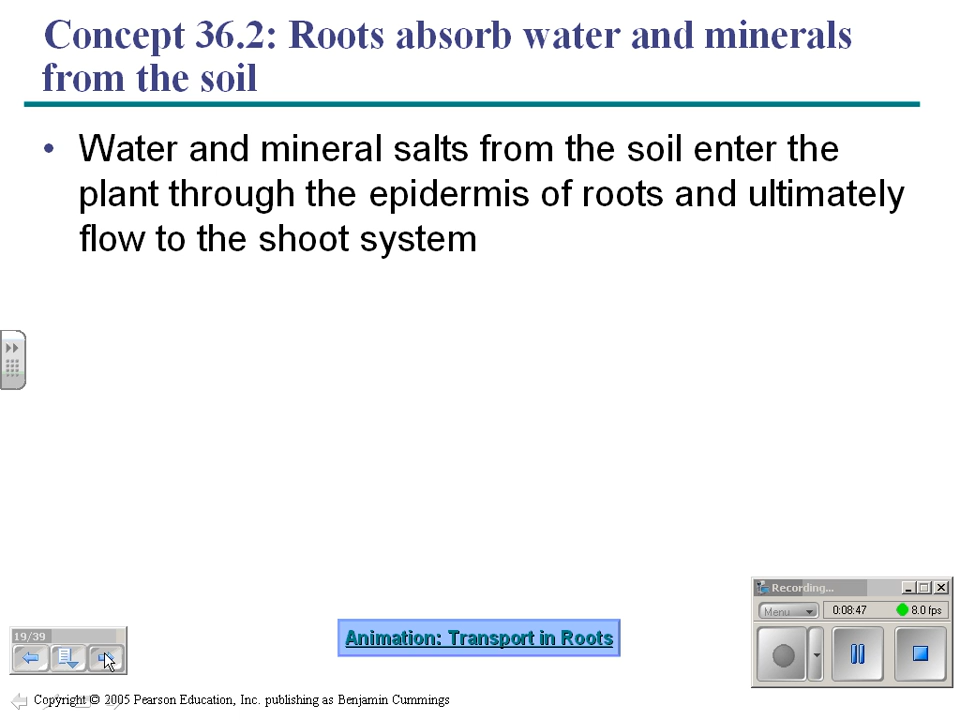 Concept 36.2: Roots absorb water and minerals
from the soil
• Water and mineral salts from the soil enter the
plant through the epidermis of roots and ultimately
flow to the shoot system
Recording...
Menu
0:08:47
8.0 fps
19/39
Animation: Transport in Roots
Copyright © 2005 Pearson Education, Inc. publishing as Benjamin Cummings